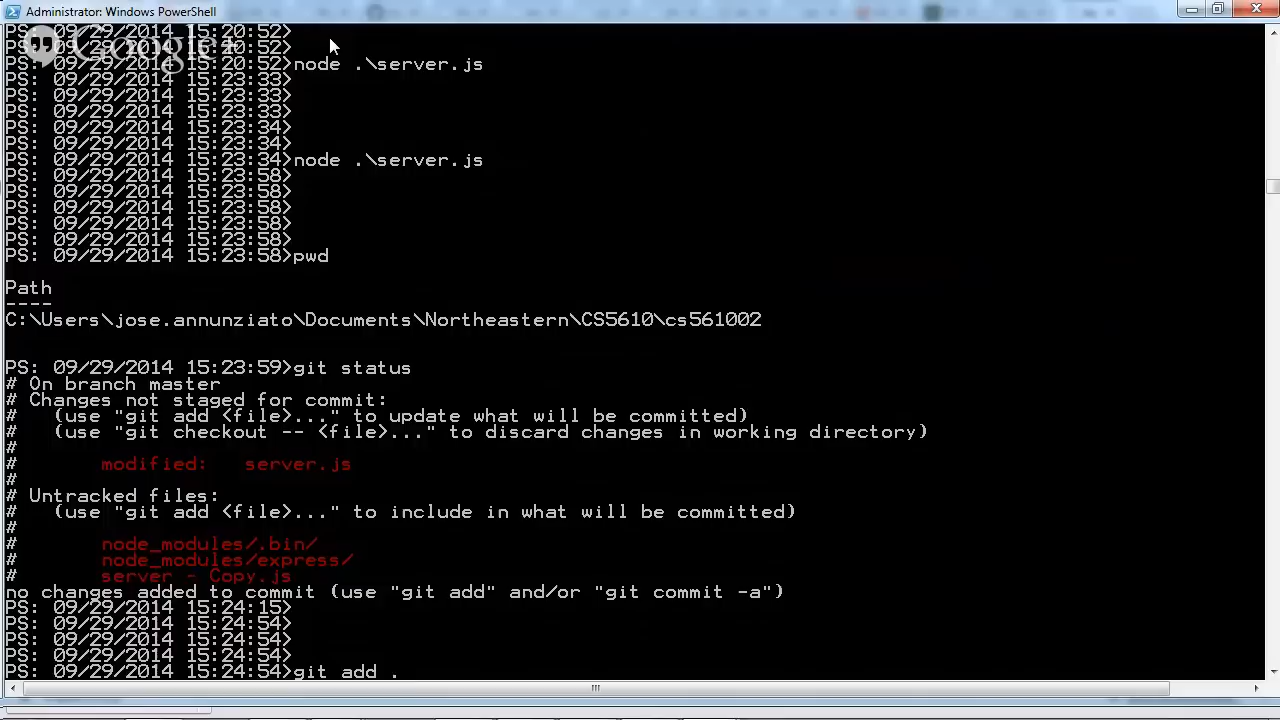 Administrator: Windows PowerShell
Google+
PS: 09/29/2014 15:20:52>
PS: 09/29/2014 15:20:52>
PS: 09/29/2014 15:20:52>node .\server.js
PS: 09/29/2014 15:23:33>
PS: 09/29/2014 15:23:33>
PS: 09/29/2014 15:23:33>
PS: 09/29/2014 15:23:34>
PS: 09/29/2014 15:23:34>
PS: 09/29/2014 15:23:34>node .\server.js
PS: 09/29/2014 15:23:58>
PS: 09/29/2014 15:23:58>
PS: 09/29/2014 15:23:58>
PS: 09/29/2014 15:23:58>
PS: 09/29/2014 15:23:58>
PS: 09/29/2014 15:23:58>pwd
Path
----
C:\Users\jose.annunziato\Documents\Northeastern\CS5610\cs561002
PS: 09/29/2014 15:23:59>git status
# On branch master
# Changes not staged for commit:
#   (use "git add <file>..." to update what will be committed)
#   (use "git checkout -- <file>..." to discard changes in working directory)
#
#       modified:   server.js
#
# Untracked files:
#   (use "git add <file>..." to include in what will be committed)
#
#       node_modules/.bin/
#       node_modules/express/
#       server - Copy.js
no changes added to commit (use "git add" and/or "git commit -a")
PS: 09/29/2014 15:24:15>
PS: 09/29/2014 15:24:54>
PS: 09/29/2014 15:24:54>
PS: 09/29/2014 15:24:54>
PS: 09/29/2014 15:24:54>git add .